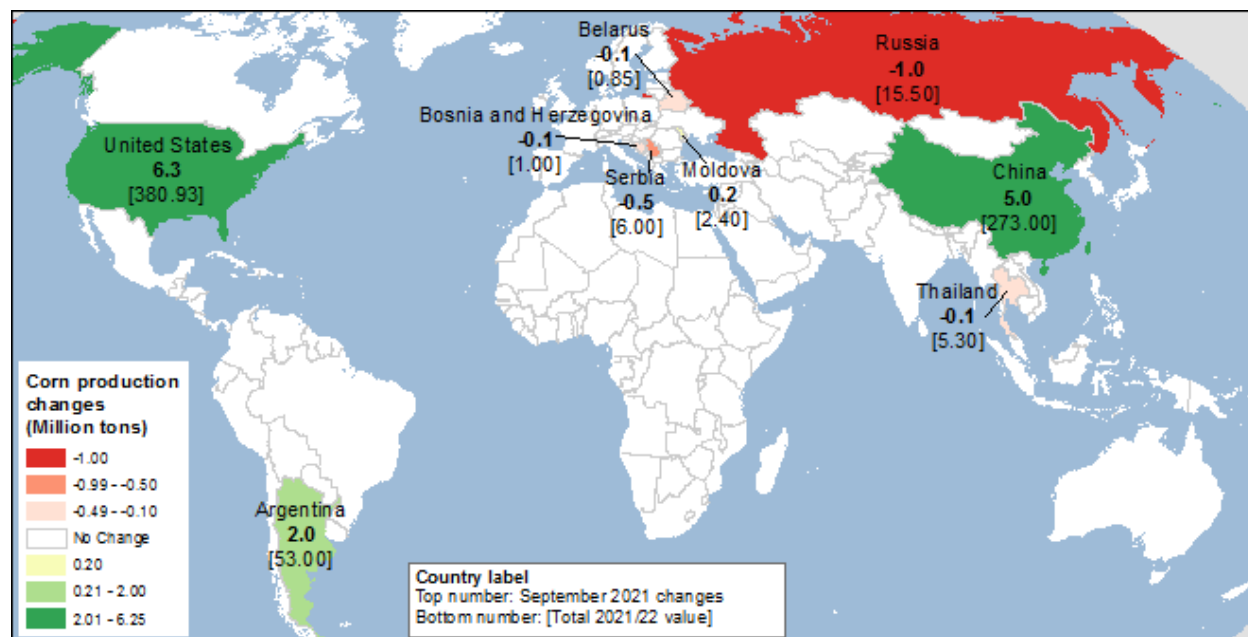 Belarus
-0.1
[0.85]
Russia
-1.0
[15.50]
Bosnia and Herzegovina
-0.1
[1.00]
United States
6.3
[380.93]
Serbia
-0.5
[6.00]
Moldova
0.2
[2.40]
China
5.0
[273.00]
Thailand
-0.1
[5.30]
Argentina
2.0
[53.00]
Corn production
changes
(Million tons)
-1.00
-0.99 - -0.50
-0.49 - -0.10
No Change
0.20
0.21 - 2.00
2.01 - 6.25
Country label
Top number: September 2021 changes
Bottom number: [Total 2021/22 value]